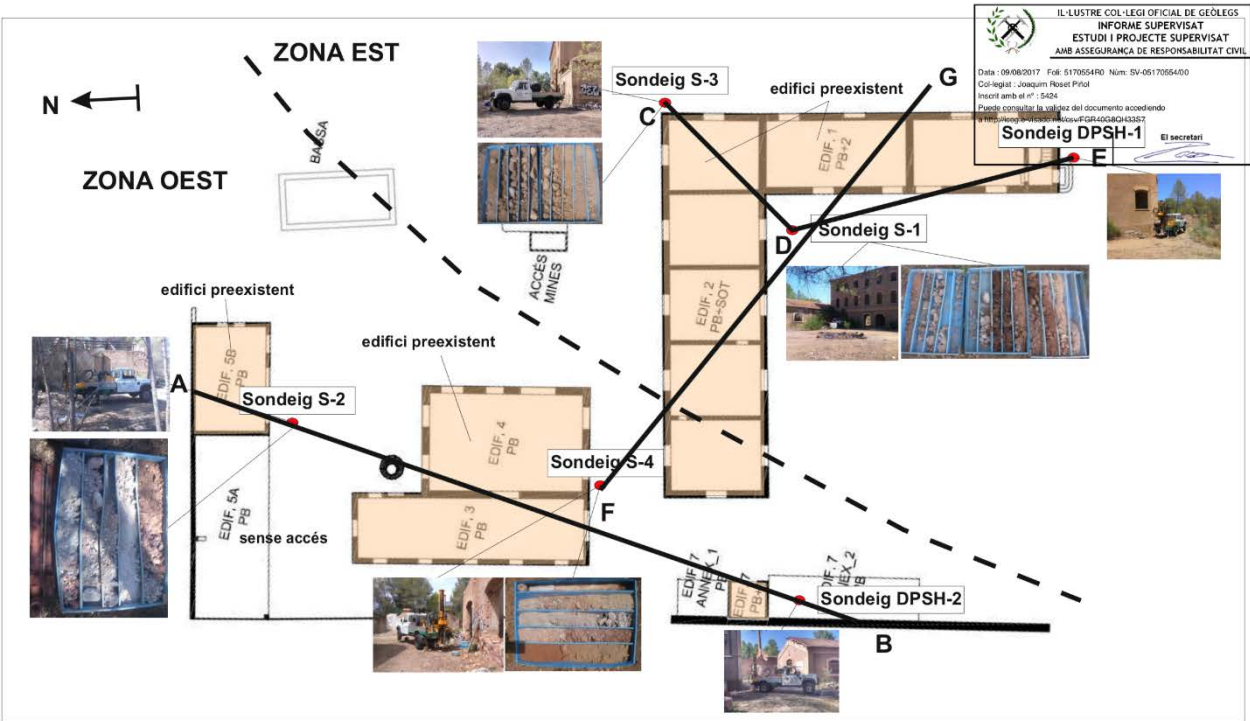 IL·LUSTRE COL·LEGI OFICIAL DE GEÒLEGS
INFORME SUPERVISAT
ESTUDI I PROJECTE SUPERVISAT
AMB ASSEGURANÇA DE RESPONSABILITAT CIVIL
Data : 09/08/2017 Foli: 5170554R0 Núm: SV-05170554/00
Col·legiat : Joaquim Roset Piñol
Inscrit amb el nº : 5424
Puede consultar la validez del documento accediendo
El secretari
ZONA EST
N
ZONA OEST
BASSA
Sondeig S-3
C
edifici preexistent
G
EDIF. 1
PB+2
Sondeig DPSH-1
E
D
Sondeig S-1
ACCÉS
MINES
EDIF. 2
PB+SOT
edifici preexistent
EDIF. 5B
PB
A
Sondeig S-2
edifici preexistent
EDIF. 4
PB
Sondeig S-4
F
EDIF. 5A
PB
sense accés
EDIF. 3
PB
EDIF. 7
ANNEX_1
PB
EDIF. 7
Sondeig DPSH-2
B